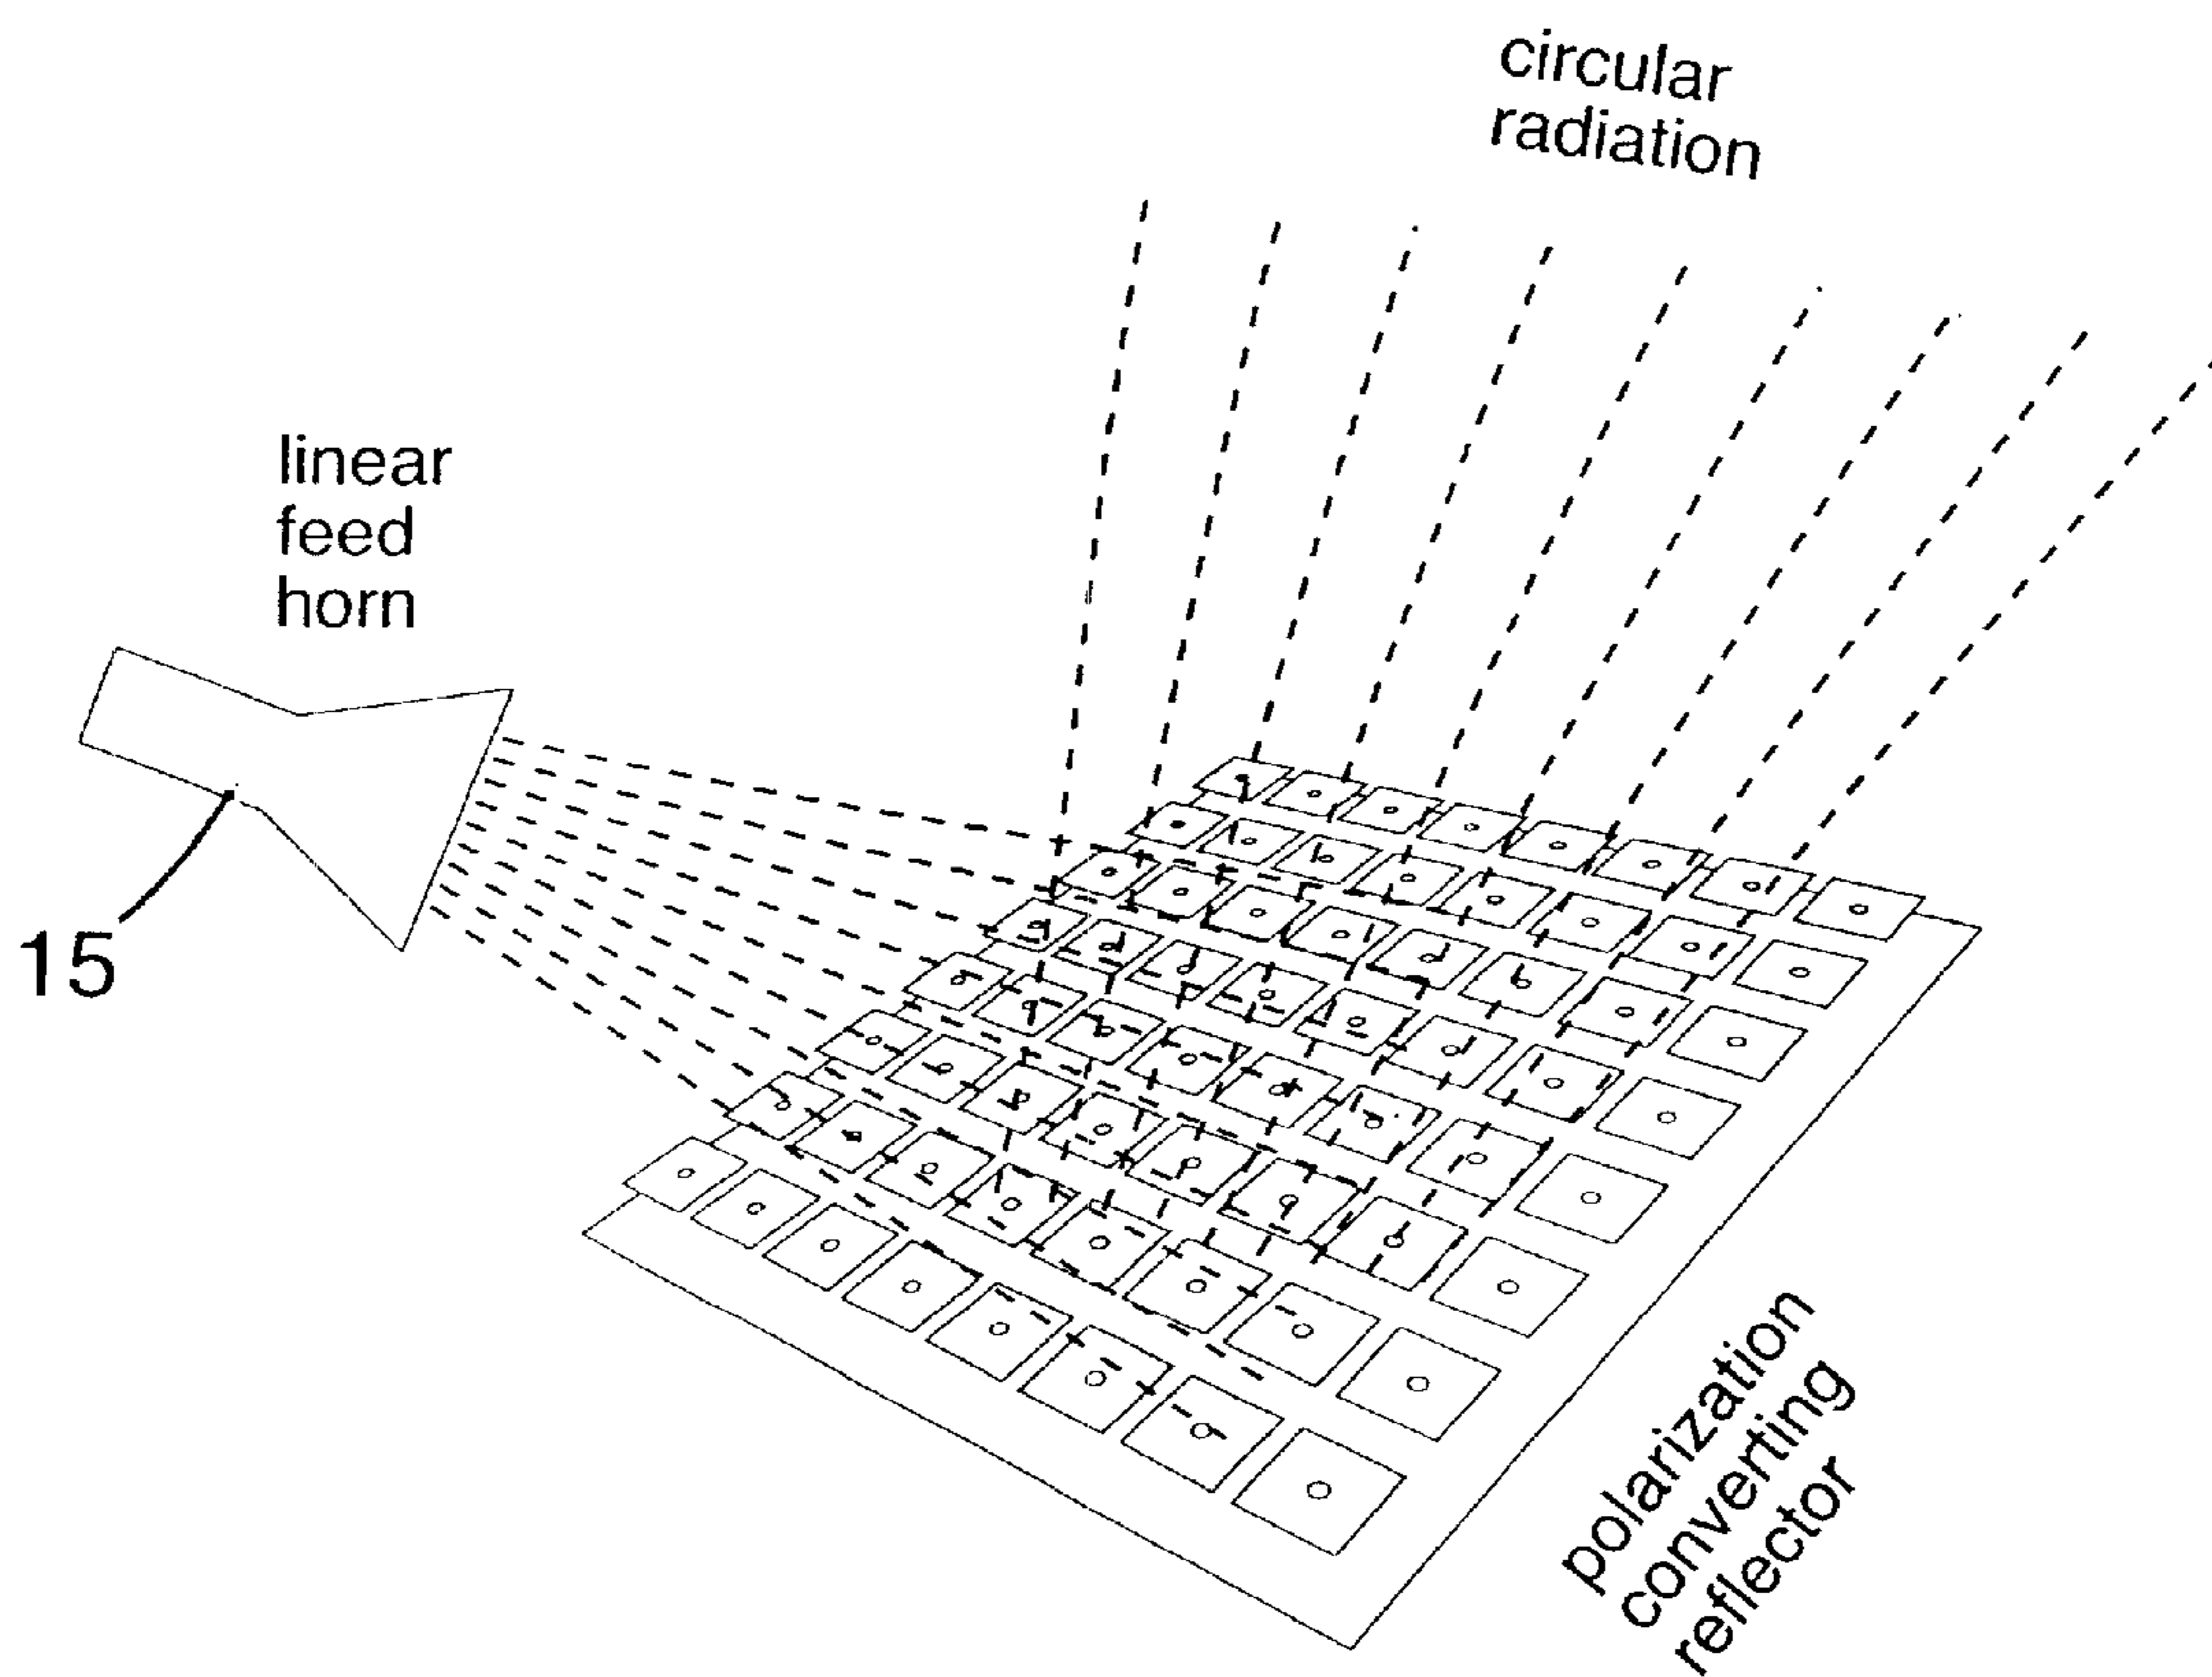 circular
radiation
linear
feed
horn
15
polarization
converting
reflector